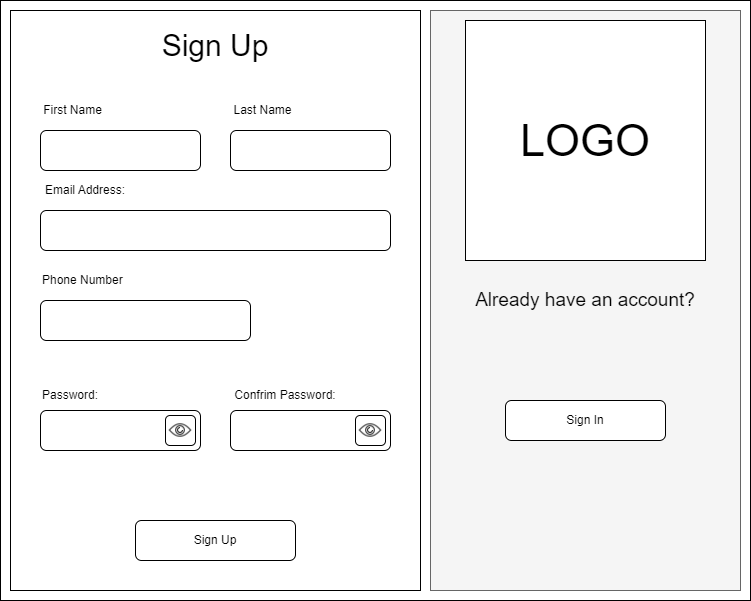 Sign Up
First Name
Last Name
Email Address:
Phone Number
Password:
Confrim Password:
Sign Up
LOGO
Already have an account?
Sign In